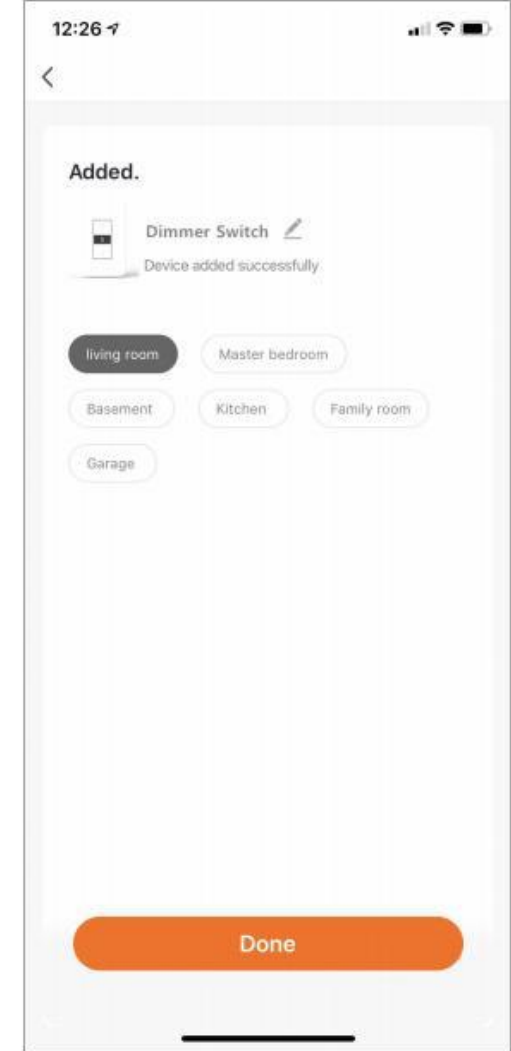 12:26
Added.
Dimmer Switch
Device added successfully
living room Master bedroom
Basement Kitchen Family room
Garage
Done